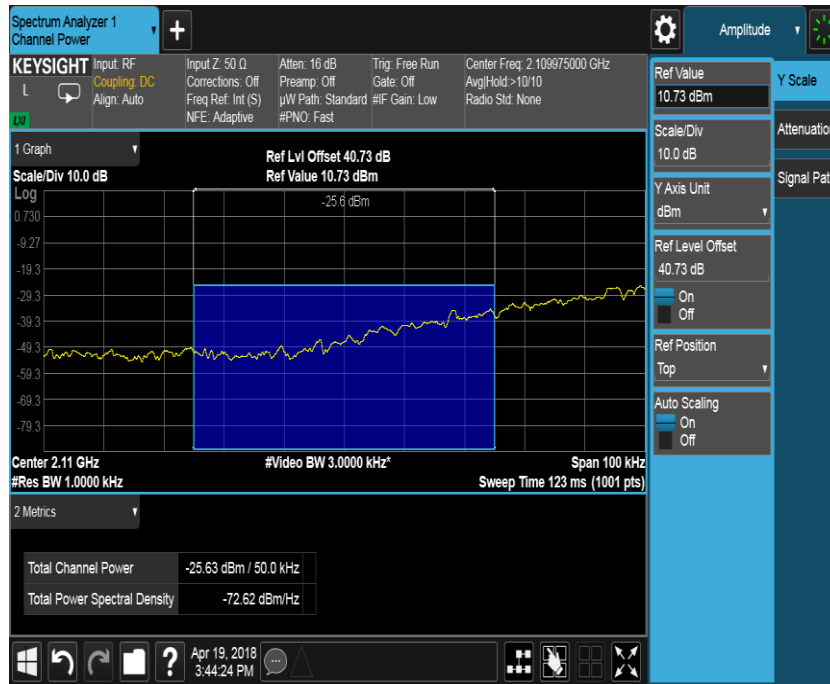 Spectrum Analyzer 1
Channel Power
+
Amplitude
KEYSIGHT
L
LXI
Input: RF
Coupling: DC
Align: Auto
Input Z: 50 Ω
Corrections: Off
Freq Ref: Int (S)
NFE: Adaptive
Atten: 16 dB
Preamp: Off
µW Path: Standard
#PNO: Fast
Trig: Free Run
Gate: Off
#IF Gain: Low
Center Freq: 2.109975000 GHz
Avg|Hold:>10/10
Radio Std: None
1 Graph
Scale/Div 10.0 dB
Ref Lvl Offset 40.73 dB
Ref Value 10.73 dBm
Log
-25.6 dBm
0.730
-9.27
-19.3
-29.3
-39.3
-49.3
-59.3
-69.3
-79.3
Center 2.11 GHz
#Video BW 3.0000 kHz*
Span 100 kHz
#Res BW 1.0000 kHz
Sweep Time 123 ms (1001 pts)
2 Metrics
Total Channel Power -25.63 dBm / 50.0 kHz
Total Power Spectral Density -72.62 dBm/Hz
?
Apr 19, 2018
3:44:24 PM
Ref Value
10.73 dBm
Scale/Div
10.0 dB
Y Axis Unit
dBm
Ref Level Offset
40.73 dB
On
Off
Ref Position
Top
Auto Scaling
On
Off
Y Scale
Attenuatio
Signal Pat